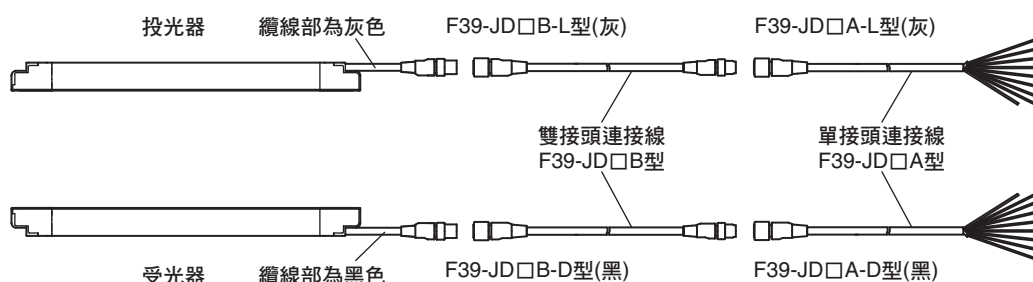 投光器
纜線部為灰色
F39-JD□B-L型(灰)
F39-JD□A-L型(灰)
雙接頭連接線
F39-JD□B型
單接頭連接線
F39-JD□A型
受光器
纜線部為黑色
F39-JD□B-D型(黑)
F39-JD□A-D型(黑)